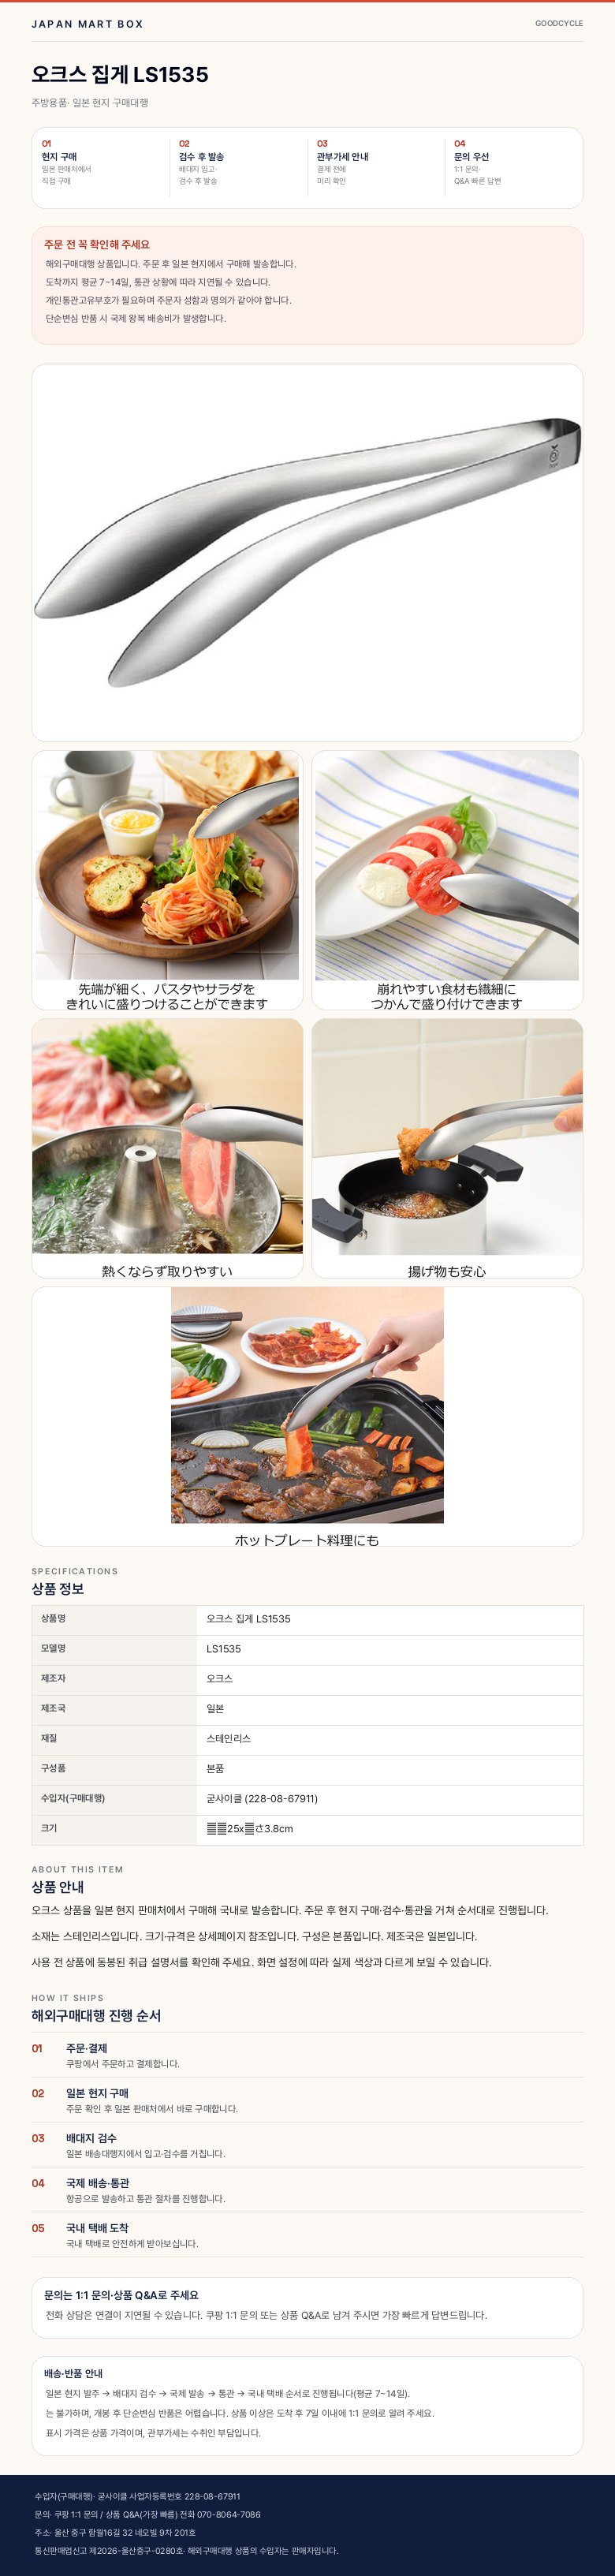 JAPAN MART BOX
GOODCYCLE
오크스 집게 LS1535
주방용품· 일본 현지 구매대행
01
현지 구매
일본 판매처에서
직접 구매
02
검수 후 발송
배대지 입고·
검수 후 발송
03
관부가세 안내
결제 전에
미리 확인
04
문의 우선
1:1 문의·
Q&A 빠른 답변
주문 전 꼭 확인해 주세요
해외구매대행 상품입니다. 주문 후 일본 현지에서 구매해 발송합니다.
도착까지 평균 7~14일, 통관 상황에 따라 지연될 수 있습니다.
개인통관고유부호가 필요하며 주문자 성함과 명의가 같아야 합니다.
단순변심 반품 시 국제 왕복 배송비가 발생합니다.
先端が細く、パスタやサラダを
きれいに盛りつけることができます
崩れやすい食材も繊細に
つかんで盛り付けできます
熱くならず取りやすい
揚げ物も安心
ホットプレート料理にも
SPECIFICATIONS
상품 정보
상품명 오크스 집게 LS1535
모델명 LS1535
제조자 오크스
제조국 일본
재질 스테인리스
구성품 본품
수입자(구매대행) 굳사이클 (228-08-67911)
크기 25x さ3.8cm
ABOUT THIS ITEM
상품 안내
오크스 상품을 일본 현지 판매처에서 구매해 국내로 발송합니다. 주문 후 현지 구매·검수·통관을 거쳐 순서대로 진행됩니다.
소재는 스테인리스입니다. 크기·규격은 상세페이지 참조입니다. 구성은 본품입니다. 제조국은 일본입니다.
사용 전 상품에 동봉된 취급 설명서를 확인해 주세요. 화면 설정에 따라 실제 색상과 다르게 보일 수 있습니다.
HOW IT SHIPS
해외구매대행 진행 순서
01 주문·결제
쿠팡에서 주문하고 결제합니다.
02 일본 현지 구매
주문 확인 후 일본 판매처에서 바로 구매합니다.
03 배대지 검수
일본 배송대행지에서 입고·검수를 거칩니다.
04 국제 배송·통관
항공으로 발송하고 통관 절차를 진행합니다.
05 국내 택배 도착
국내 택배로 안전하게 받아보십니다.
문의는 1:1 문의·상품 Q&A로 주세요
전화 상담은 연결이 지연될 수 있습니다. 쿠팡 1:1 문의 또는 상품 Q&A로 남겨 주시면 가장 빠르게 답변드립니다.
배송·반품 안내
일본 현지 발주 → 배대지 검수 → 국제 발송 → 통관 → 국내 택배 순서로 진행됩니다(평균 7~14일).
는 불가하며, 개봉 후 단순변심 반품은 어렵습니다. 상품 이상은 도착 후 7일 이내에 1:1 문의로 알려 주세요.
표시 가격은 상품 가격이며, 관부가세는 수취인 부담입니다.
수입자(구매대행)· 굳사이클 사업자등록번호 228-08-67911
문의· 쿠팡 1:1 문의 / 상품 Q&A(가장 빠름) 전화 070-8064-7086
주소· 울산 중구 함월16길 32 네오빌 9차 201호
통신판매업신고 제2026-울산중구-0280호· 해외구매대행 상품의 수입자는 판매자입니다.